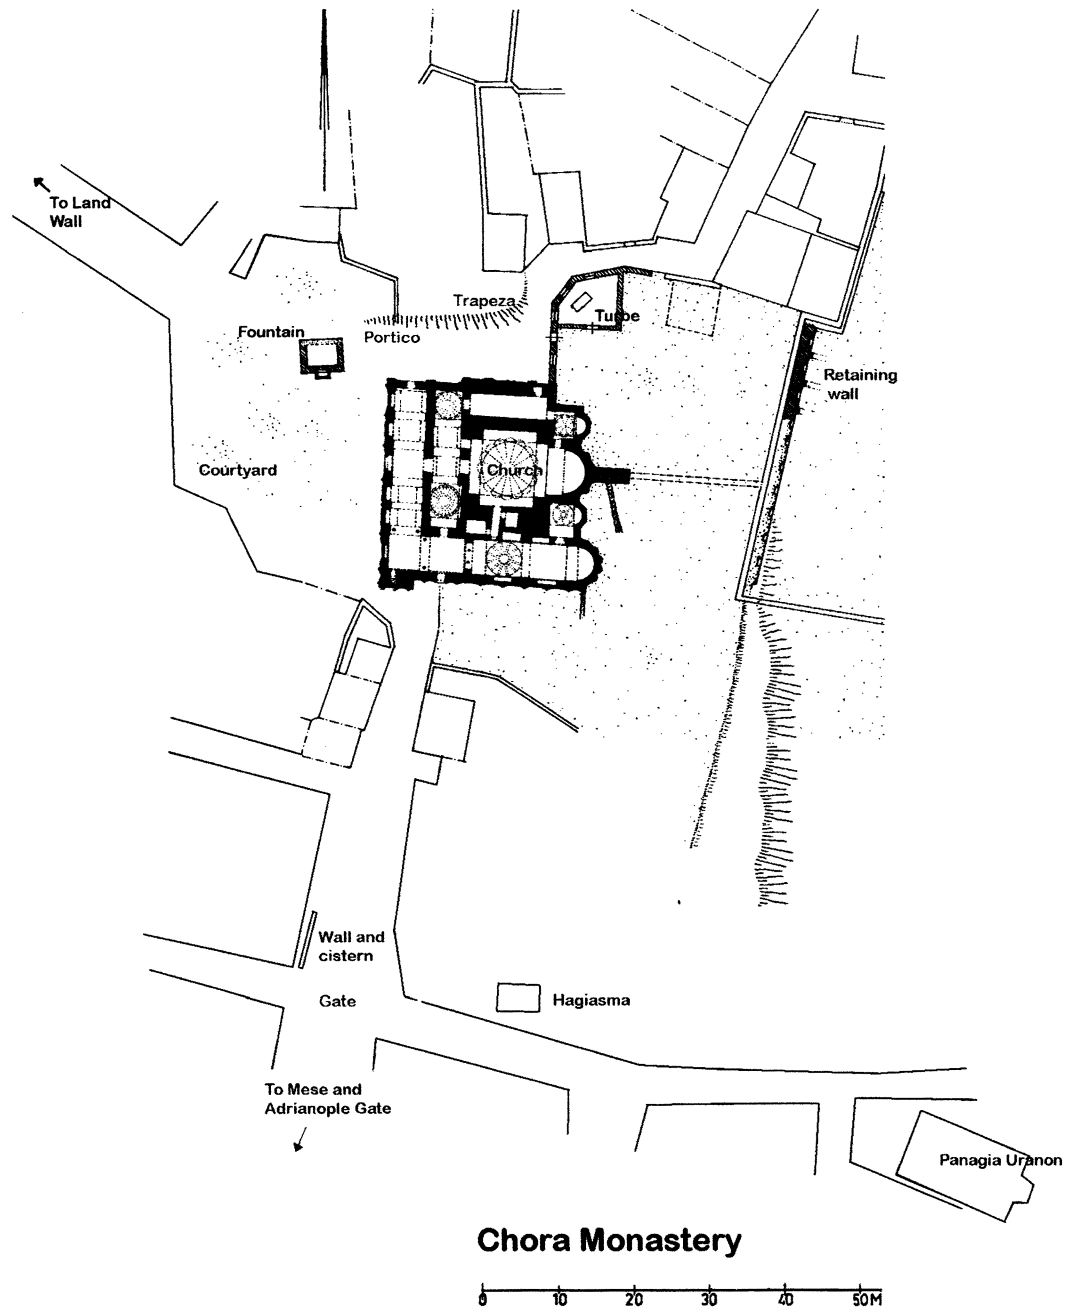 To Land
Wall
Trapeza
Turbe
Fountain
Portico
Retaining
wall
Courtyard
Church
Wall and
cistern
Gate
Hagiasma
To Mese and
Adrianople Gate
Panagia Uranon
Chora Monastery
0 10 20 30 40 50M